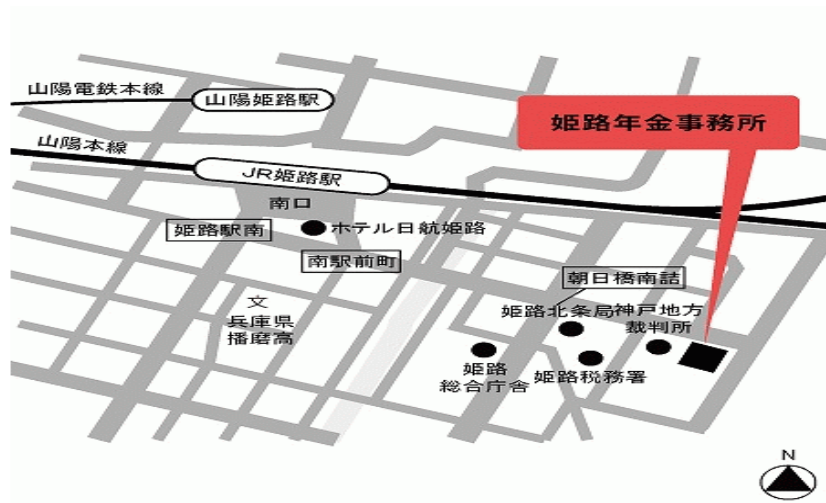 山陽電鉄本線
山陽姫路駅
姫路年金事務所
山陽本線
JR姫路駅
南口
姫路駅南
ホテル日航姫路
南駅前町
朝日橋南詰
文
兵庫県
播磨高
姫路北条局
神戸地方
裁判所
姫路
総合庁舎
姫路税務署
N